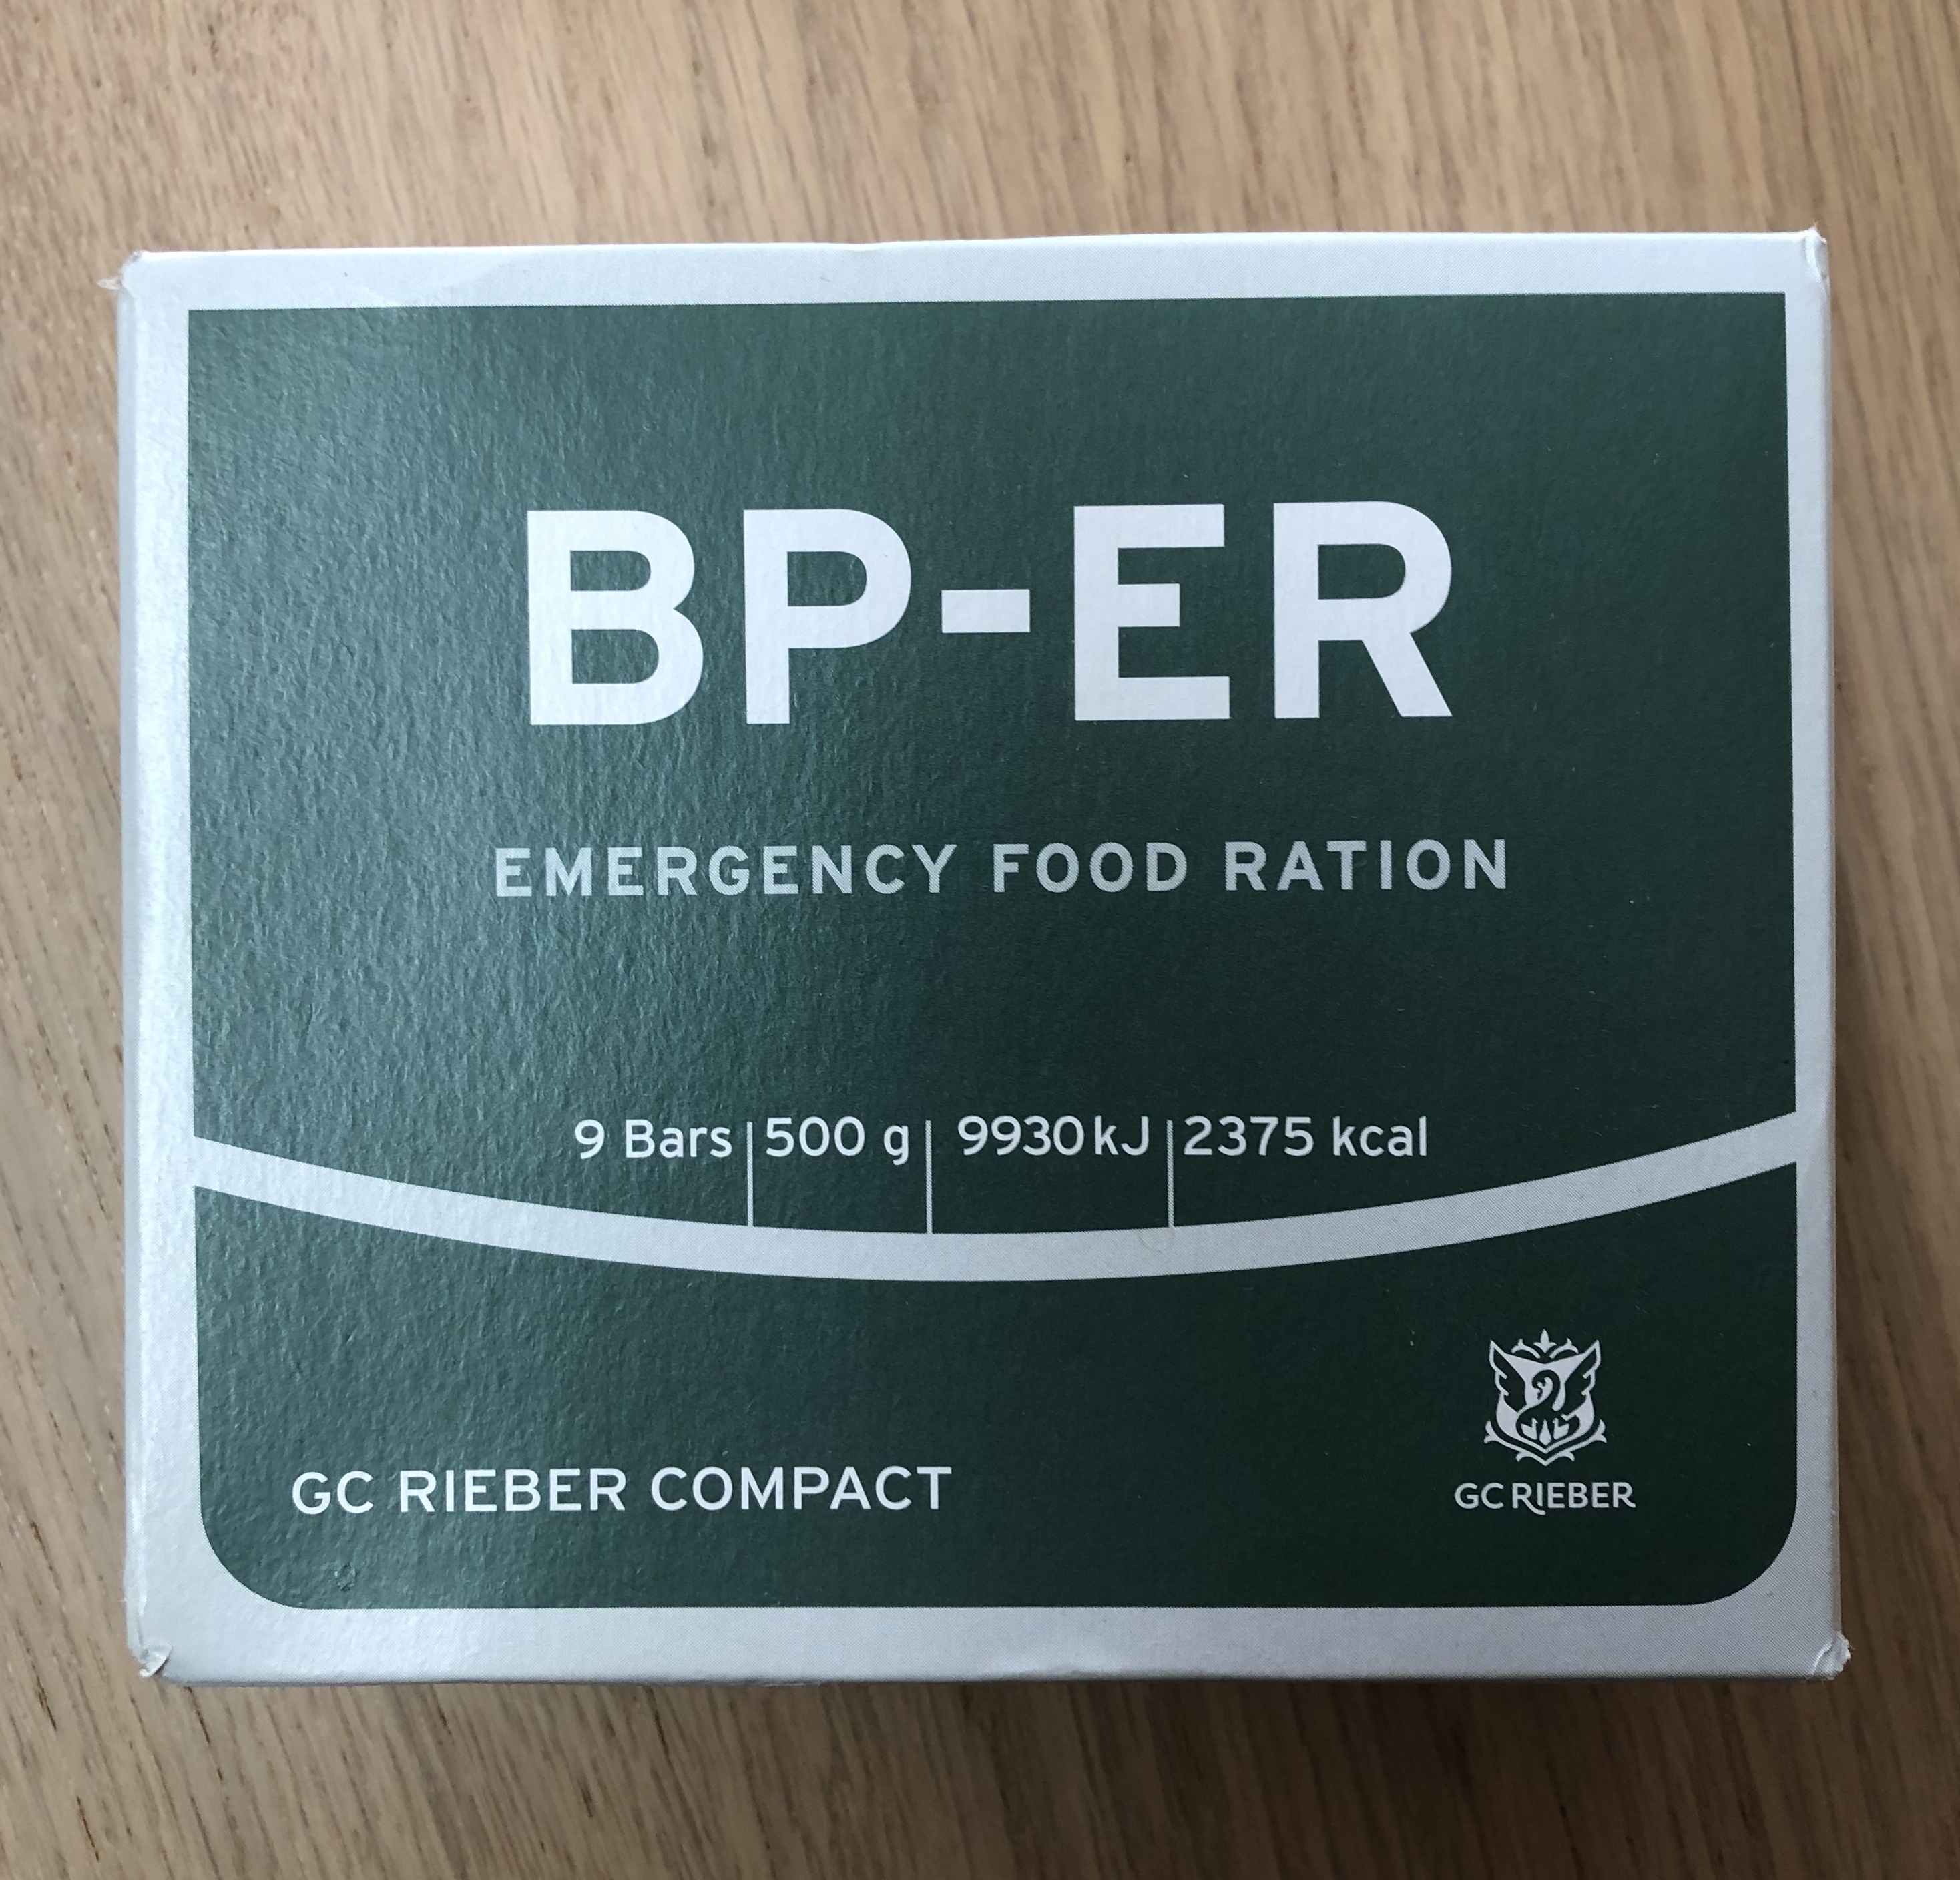 BP-ER
EMERGENCY FOOD RATION
9 Bars 500 g 9930 kJ 2375 kcal
GC RIEBER COMPACT
GC RIEBER